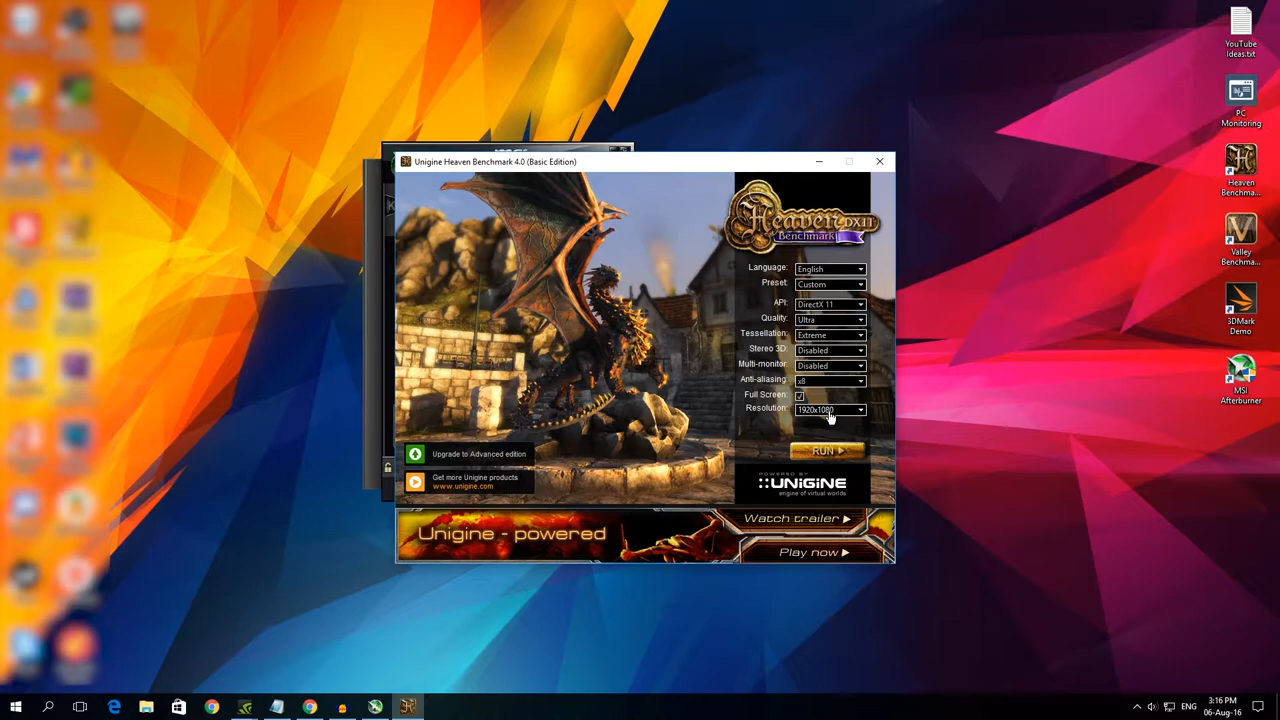 YouTube
Ideas.txt
PC
Monitoring
Heaven
Benchma...
Valley
Benchma...
3DMark
Demo
MSI
Afterburner
Unigine Heaven Benchmark 4.0 (Basic Edition)
Heaven DX11
Benchmark
Language: English
Preset: Custom
API: DirectX 11
Quality: Ultra
Tessellation: Extreme
Stereo 3D: Disabled
Multi-monitor: Disabled
Anti-aliasing: x8
Full Screen:
Resolution: 1920x1080
RUN
Upgrade to Advanced edition
Get more Unigine products
www.unigine.com
POWERED BY
UNIGINE
engine of virtual worlds
Unigine - powered
Watch trailer
Play now
ENG
3:16 PM
06-Aug-16